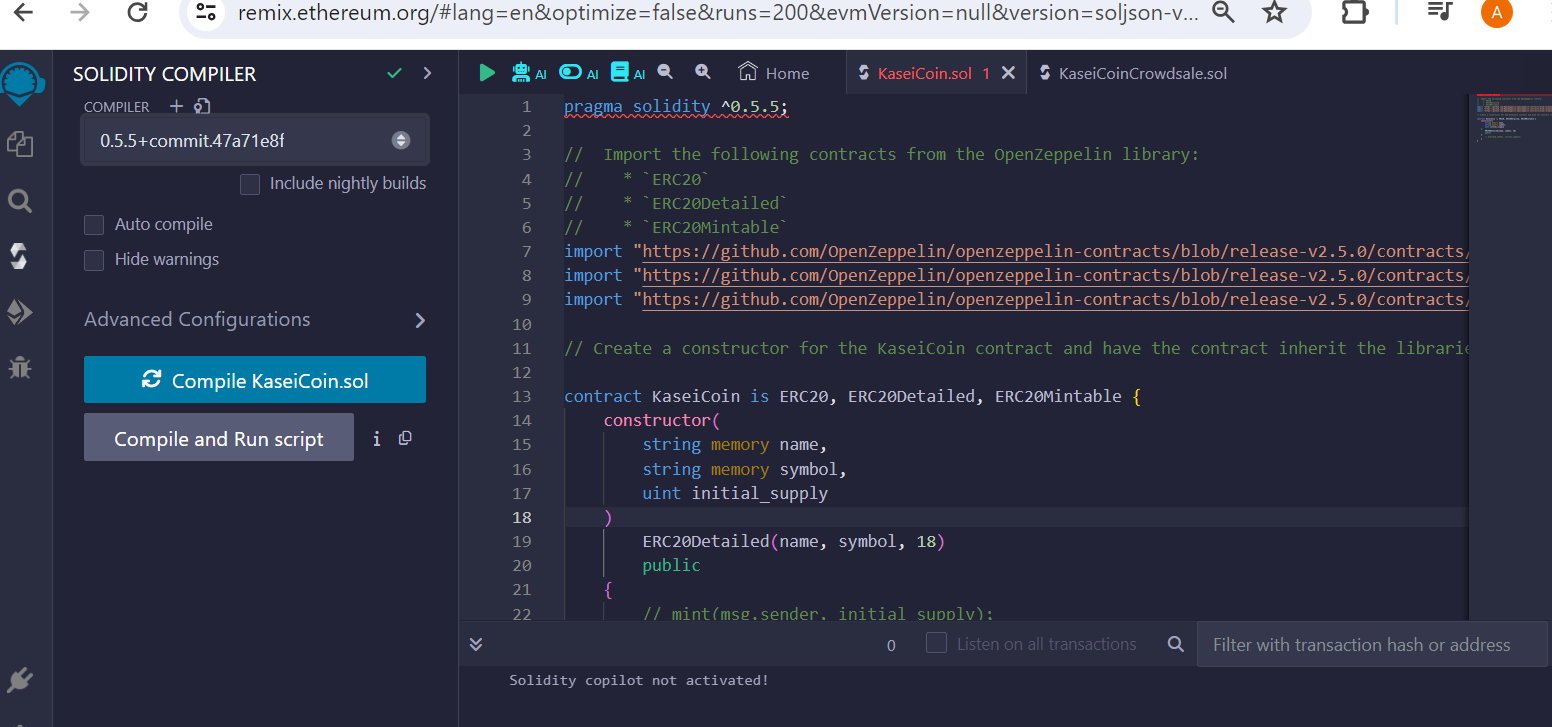 remix.ethereum.org/#lang=en&optimize=false&runs=200&evmVersion=null&version=soljson-v...
A
SOLIDITY COMPILER
COMPILER
0.5.5+commit.47a71e8f
Include nightly builds
Auto compile
Hide warnings
Advanced Configurations
Compile KaseiCoin.sol
Compile and Run script
i
AI
AI
AI
Home
KaseiCoin.sol 1
KaseiCoinCrowdsale.sol
1 pragma solidity ^0.5.5;
2
3 //  Import the following contracts from the OpenZeppelin library:
4 //    * `ERC20`
5 //    * `ERC20Detailed`
6 //    * `ERC20Mintable`
7 import "https://github.com/OpenZeppelin/openzeppelin-contracts/blob/release-v2.5.0/contracts/
8 import "https://github.com/OpenZeppelin/openzeppelin-contracts/blob/release-v2.5.0/contracts/
9 import "https://github.com/OpenZeppelin/openzeppelin-contracts/blob/release-v2.5.0/contracts/
10
11 // Create a constructor for the KaseiCoin contract and have the contract inherit the librarie
12
13 contract KaseiCoin is ERC20, ERC20Detailed, ERC20Mintable {
14     constructor(
15         string memory name,
16         string memory symbol,
17         uint initial_supply
18     )
19         ERC20Detailed(name, symbol, 18)
20         public
21     {
22         // mint(msg.sender, initial_supply);
0
Listen on all transactions
Filter with transaction hash or address
Solidity copilot not activated!